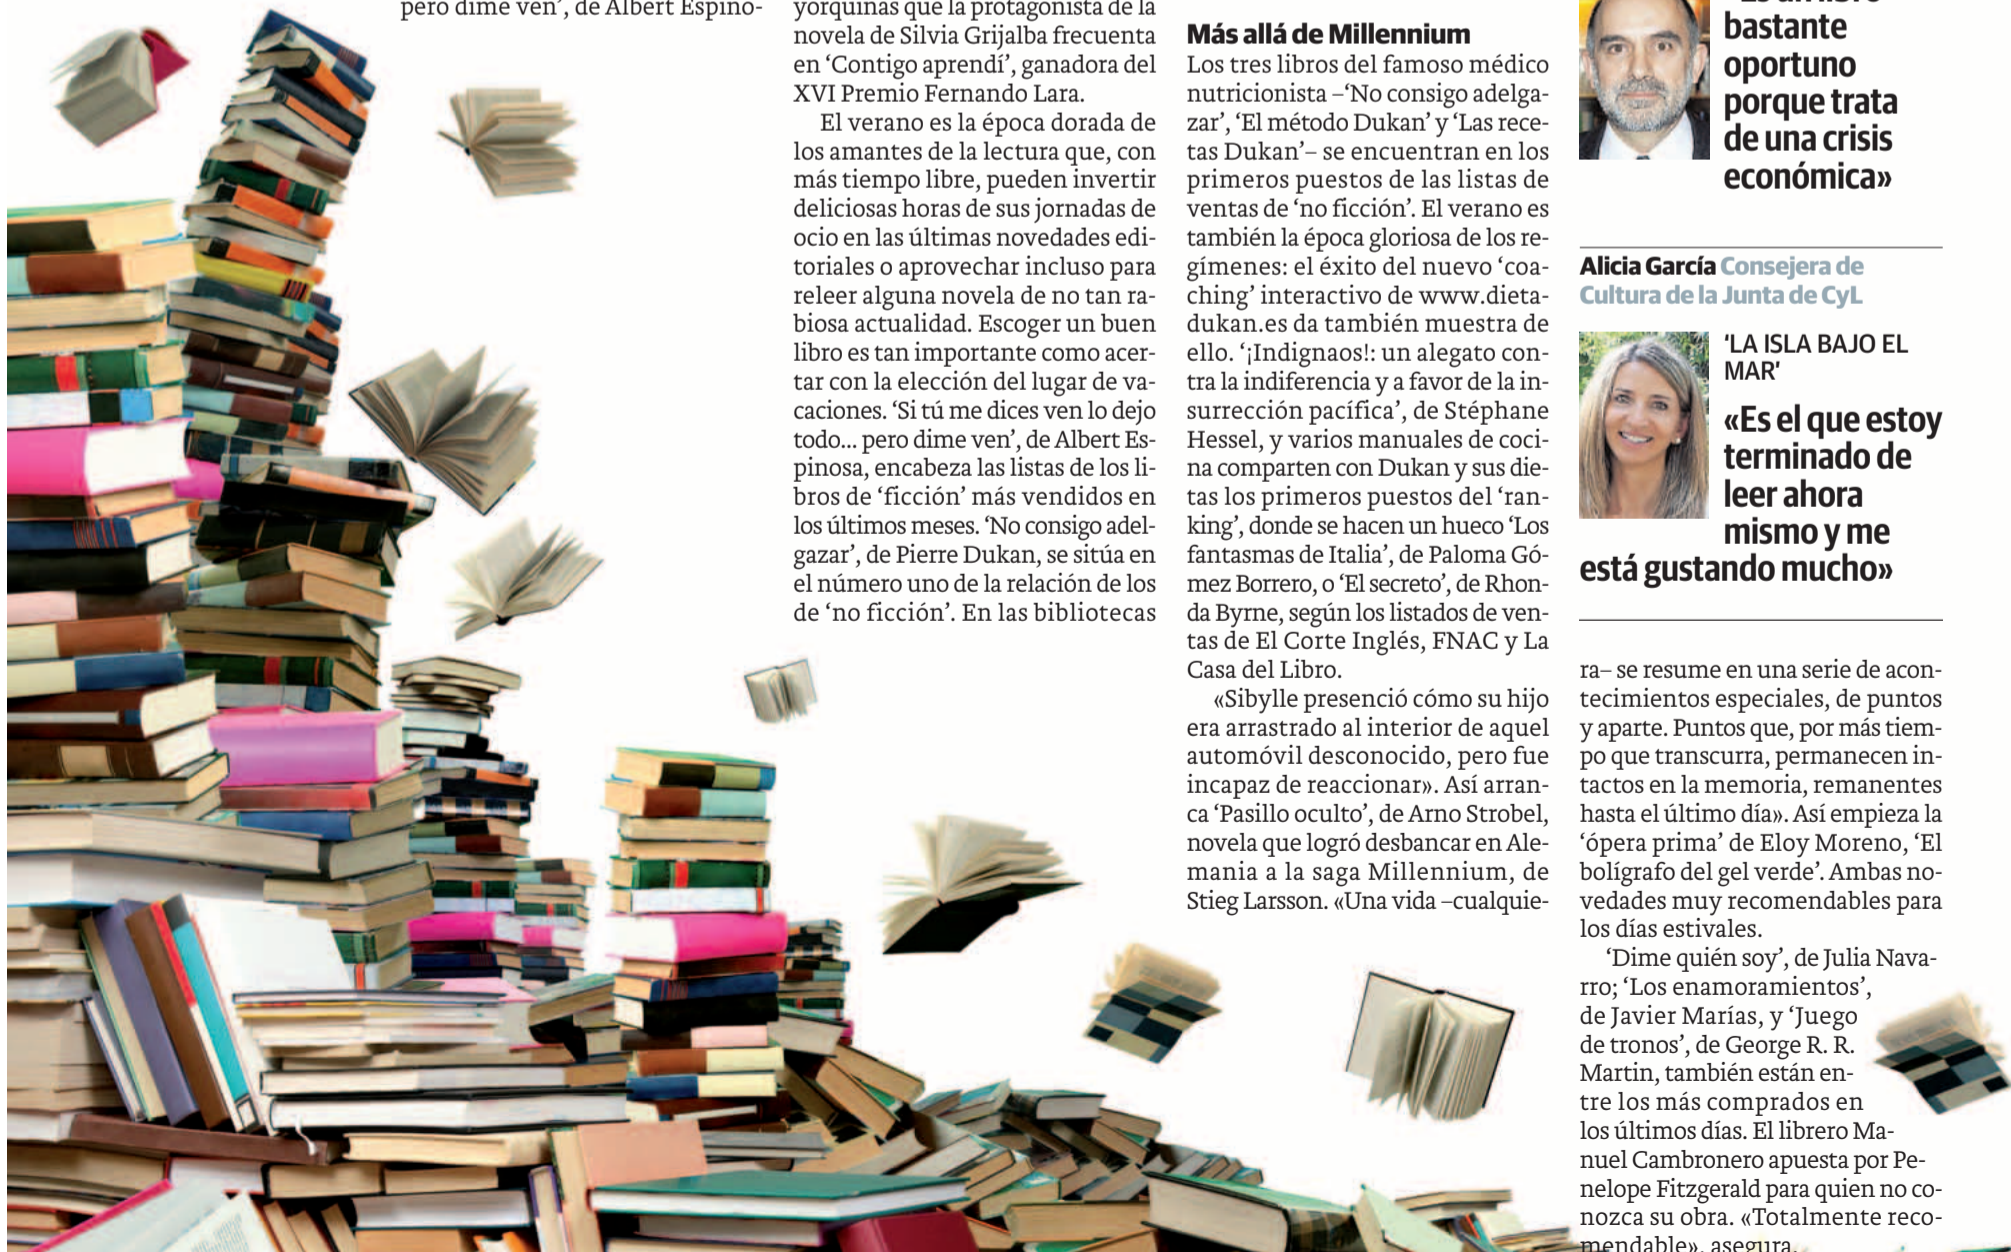 pero dime ven’, de Albert Espino-
yorquinas que la protagonista de la
novela de Silvia Grijalba frecuenta
en ‘Contigo aprendí’, ganadora del
XVI Premio Fernando Lara.
El verano es la época dorada de
los amantes de la lectura que, con
más tiempo libre, pueden invertir
deliciosas horas de sus jornadas de
ocio en las últimas novedades edi-
toriales o aprovechar incluso para
releer alguna novela de no tan ra-
biosa actualidad. Escoger un buen
libro es tan importante como acer-
tar con la elección del lugar de va-
caciones. ‘Si tú me dices ven lo dejo
todo... pero dime ven’, de Albert Es-
pinosa, encabeza las listas de los li-
bros de ‘ficción’ más vendidos en
los últimos meses. ‘No consigo adel-
gazar’, de Pierre Dukan, se sitúa en
el número uno de la relación de los
de ‘no ficción’. En las bibliotecas
Más allá de Millennium
Los tres libros del famoso médico
nutricionista –‘No consigo adelga-
zar’, ‘El método Dukan’ y ‘Las rece-
tas Dukan’– se encuentran en los
primeros puestos de las listas de
ventas de ‘no ficción’. El verano es
también la época gloriosa de los re-
gímenes: el éxito del nuevo ‘coa-
ching’ interactivo de www.dieta-
dukan.es da también muestra de
ello. ‘¡Indignaos!: un alegato con-
tra la indiferencia y a favor de la in-
surrección pacífica’, de Stéphane
Hessel, y varios manuales de coci-
na comparten con Dukan y sus die-
tas los primeros puestos del ‘ran-
king’, donde se hacen un hueco ‘Los
fantasmas de Italia’, de Paloma Gó-
mez Borrero, o ‘El secreto’, de Rhon-
da Byrne, según los listados de ven-
tas de El Corte Inglés, FNAC y La
Casa del Libro.
«Sibylle presenció cómo su hijo
era arrastrado al interior de aquel
automóvil desconocido, pero fue
incapaz de reaccionar». Así arran-
ca ‘Pasillo oculto’, de Arno Strobel,
novela que logró desbancar en Ale-
mania a la saga Millennium, de
Stieg Larsson. «Una vida –cualquie-
bastante
oportuno
porque trata
de una crisis
económica»
Alicia García Consejera de
Cultura de la Junta de CyL
‘LA ISLA BAJO EL
MAR’
«Es el que estoy
terminado de
leer ahora
mismo y me
está gustando mucho»
ra– se resume en una serie de acon-
tecimientos especiales, de puntos
y aparte. Puntos que, por más tiem-
po que transcurra, permanecen in-
tactos en la memoria, remanentes
hasta el último día». Así empieza la
‘ópera prima’ de Eloy Moreno, ‘El
bolígrafo del gel verde’. Ambas no-
vedades muy recomendables para
los días estivales.
‘Dime quién soy’, de Julia Nava-
rro; ‘Los enamoramientos’,
de Javier Marías, y ‘Juego
de tronos’, de George R. R.
Martin, también están en-
tre los más comprados en
los últimos días. El librero Ma-
nuel Cambronero apuesta por Pe-
nelope Fitzgerald para quien no co-
nozca su obra. «Totalmente reco-
mendable», asegura.